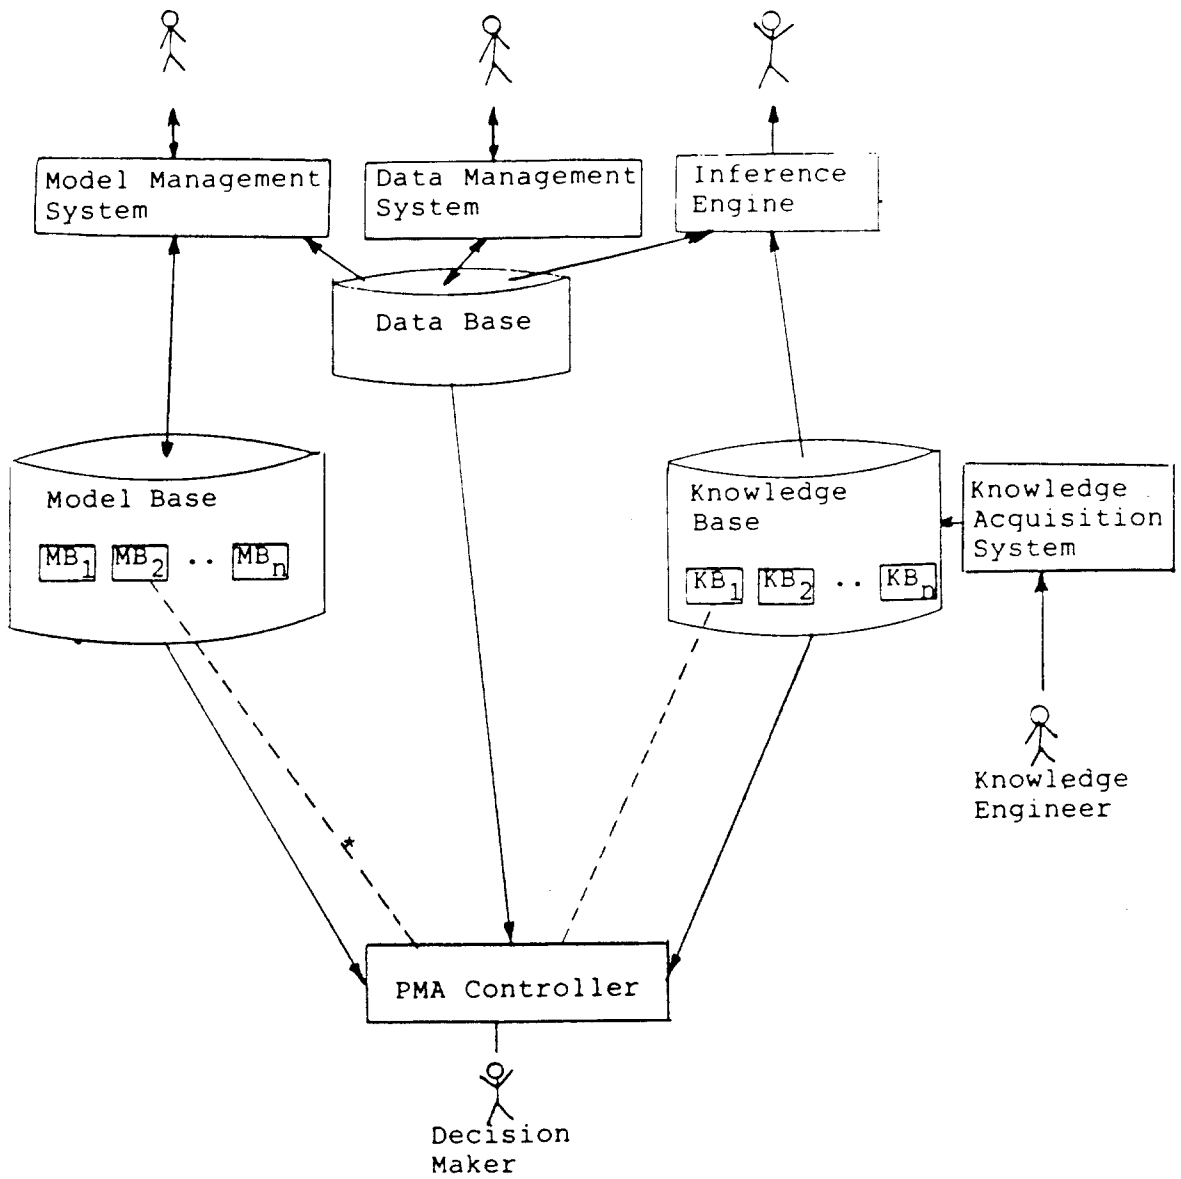 Model Management
System
Data Management
System
Inference
Engine
Data Base
Model Base
MB1 MB2 .. MBn
Knowledge
Base
KB1 KB2 .. KBn
Knowledge
Acquisition
System
Knowledge
Engineer
*
PMA Controller
Decision
Maker